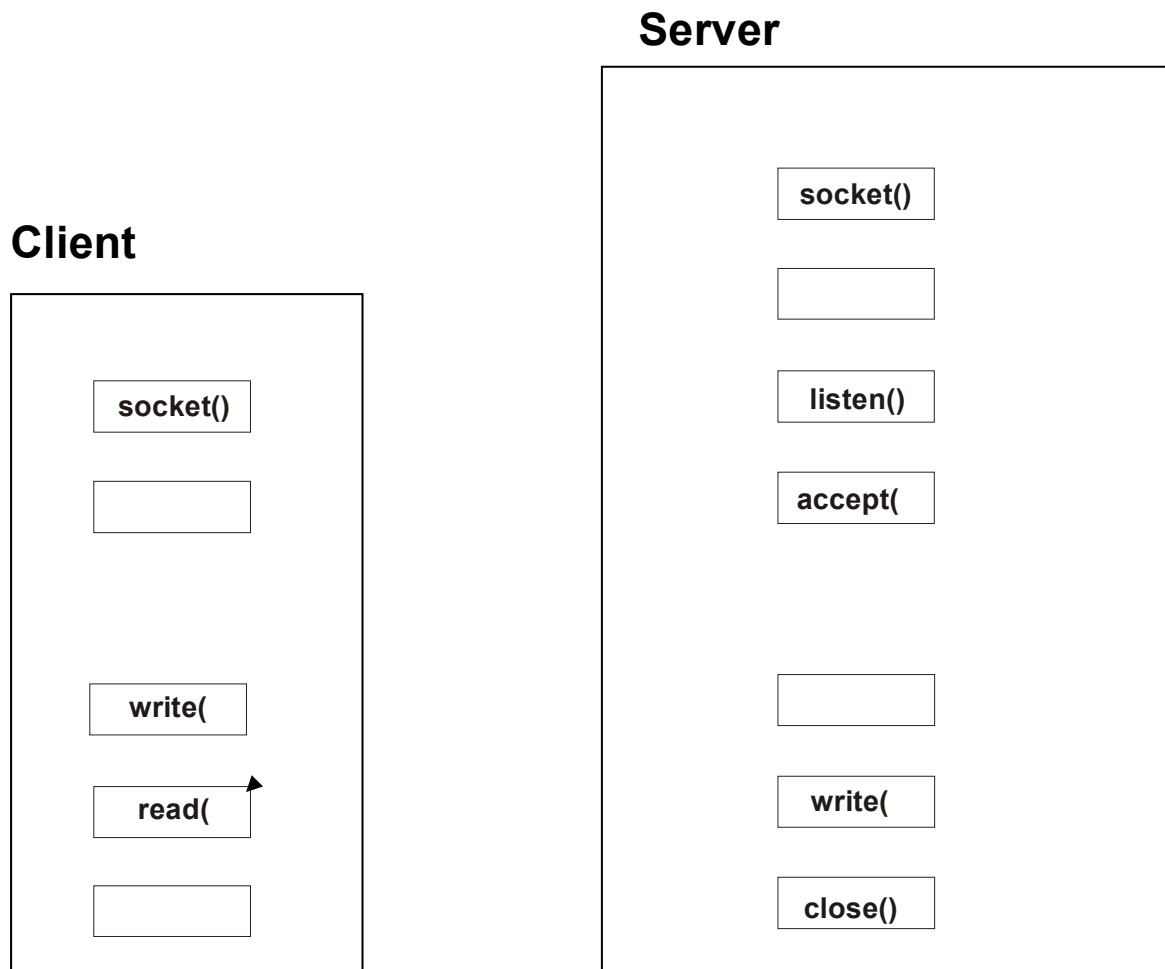 Server
socket()
Client
listen()
socket()
accept(
write(
read(
write(
close()